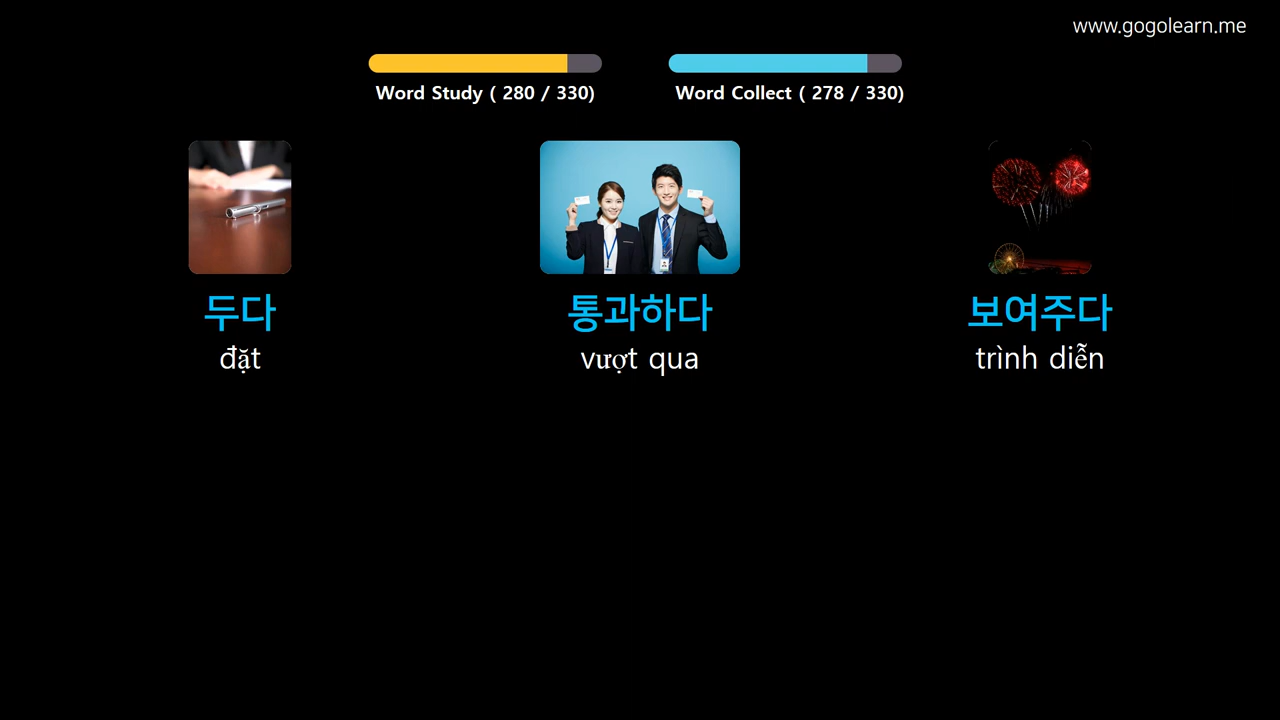 www.gogolearn.me
Word Study ( 280 / 330)
Word Collect ( 278 / 330)
두다
đặt
통과하다
vượt qua
보여주다
trình diễn